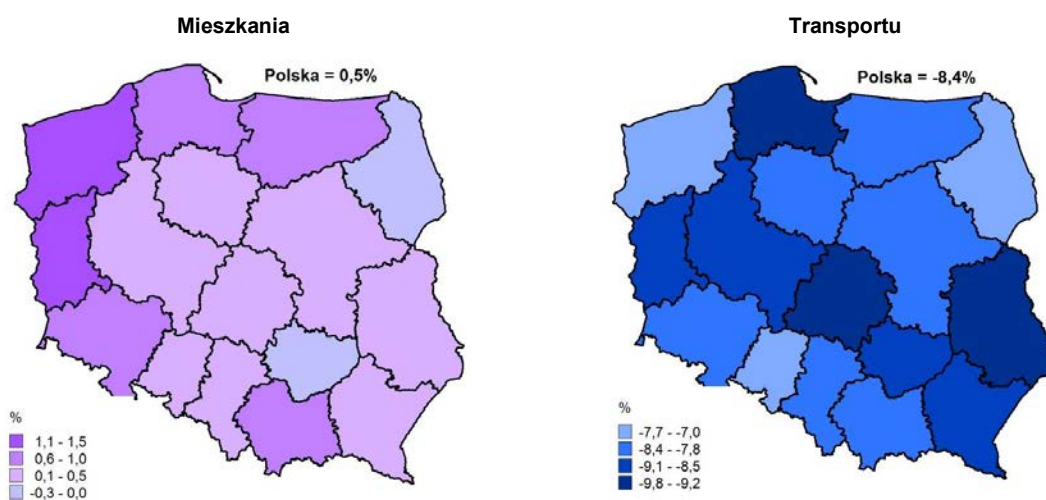 Mieszkania
Polska = 0,5%
%
1,1 - 1,5
0,6 - 1,0
0,1 - 0,5
-0,3 - 0,0
Transportu
Polska = -8,4%
%
-7,7 - -7,0
-8,4 - -7,8
-9,1 - -8,5
-9,8 - -9,2